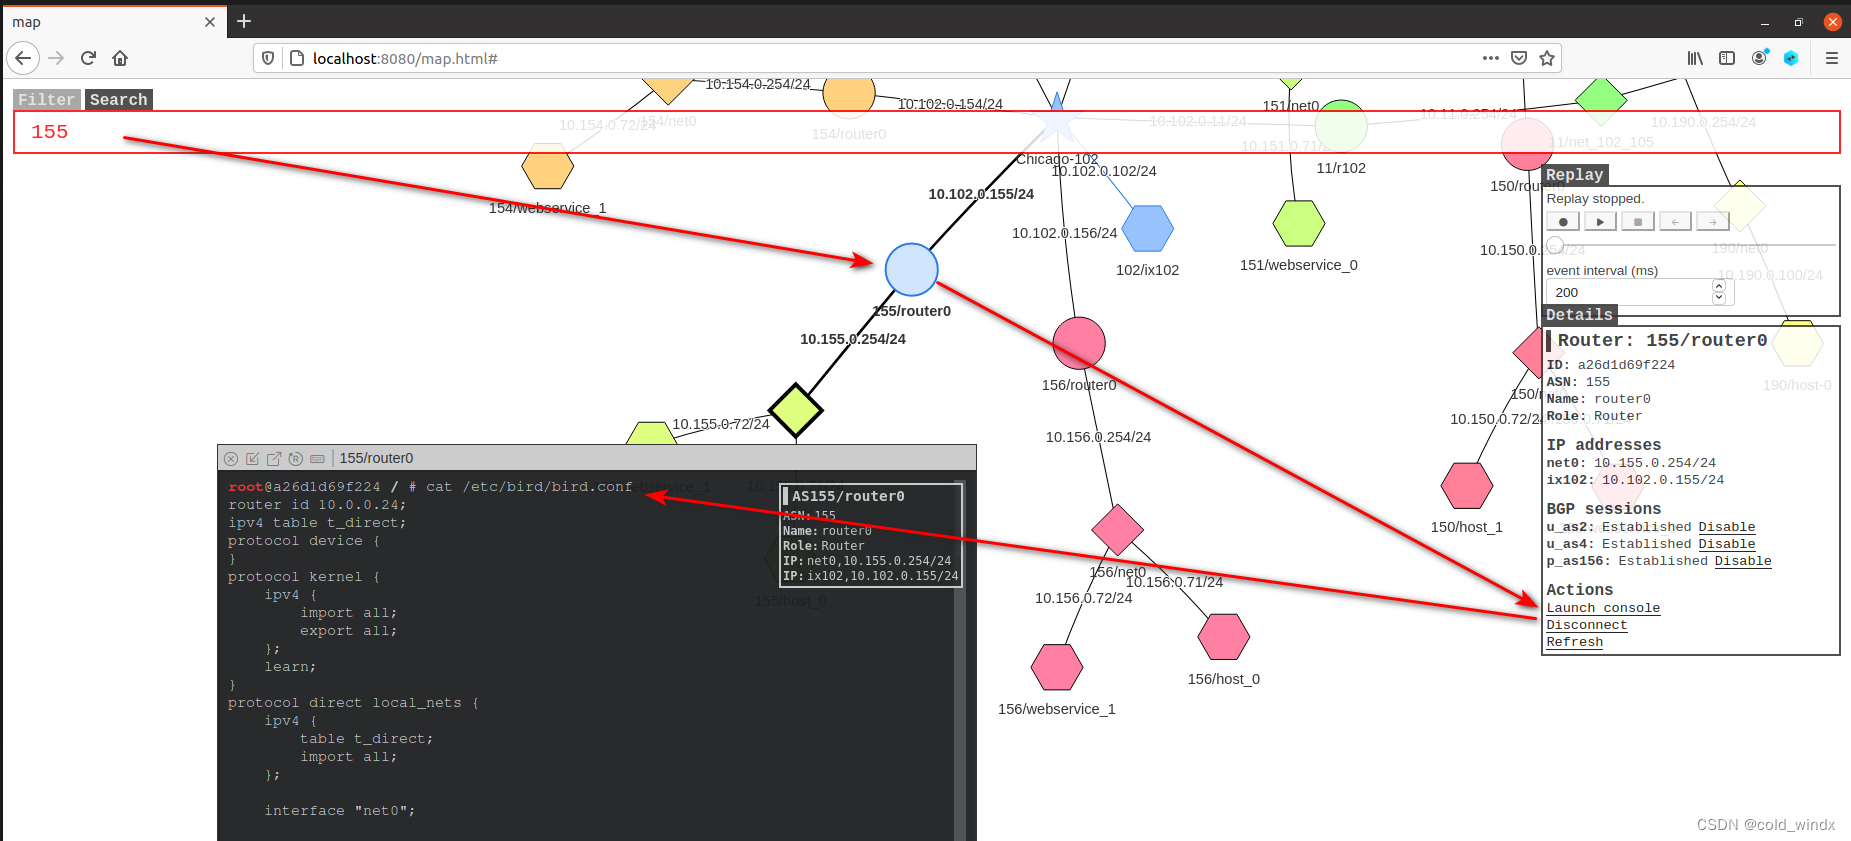 map
localhost:8080/map.html#
Filter Search
155
10.154.0.254/24
10.102.0.154/24
10.154.0.72/24
154/net0
154/router0
154/webservice_1
Chicago-102
10.102.0.102/24
10.102.0.155/24
10.102.0.156/24
102/ix102
10.102.0.11/24
151/net0
10.151.0.71/
11/r102
151/webservice_0
10.11.0.254/24
11/net_102_105
10.190.0.254/24
150/router0
10.150.0.254/24
190/net0
10.190.0.100/24
190/host-0
155/router0
10.155.0.254/24
10.155.0.72/24
156/router0
10.156.0.254/24
156/net0
10.156.0.71/24
10.156.0.72/24
156/host_0
156/webservice_1
10.150.0.72/24
150/host_1
155/host_0
Replay
Replay stopped.
event interval (ms)
200
Details
Router: 155/router0
ID: a26d1d69f224
ASN: 155
Name: router0
Role: Router
IP addresses
net0: 10.155.0.254/24
ix102: 10.102.0.155/24
BGP sessions
u_as2: Established Disable
u_as4: Established Disable
p_as156: Established Disable
Actions
Launch console
Disconnect
Refresh
155/router0
root@a26d1d69f224 / # cat /etc/bird/bird.conf
router id 10.0.0.24;
ipv4 table t_direct;
protocol device {
}
protocol kernel {
ipv4 {
import all;
export all;
};
learn;
}
protocol direct local_nets {
ipv4 {
table t_direct;
import all;
};
interface "net0";
AS155/router0
ASN: 155
Name: router0
Role: Router
IP: net0,10.155.0.254/24
IP: ix102,10.102.0.155/24
CSDN @cold_windx